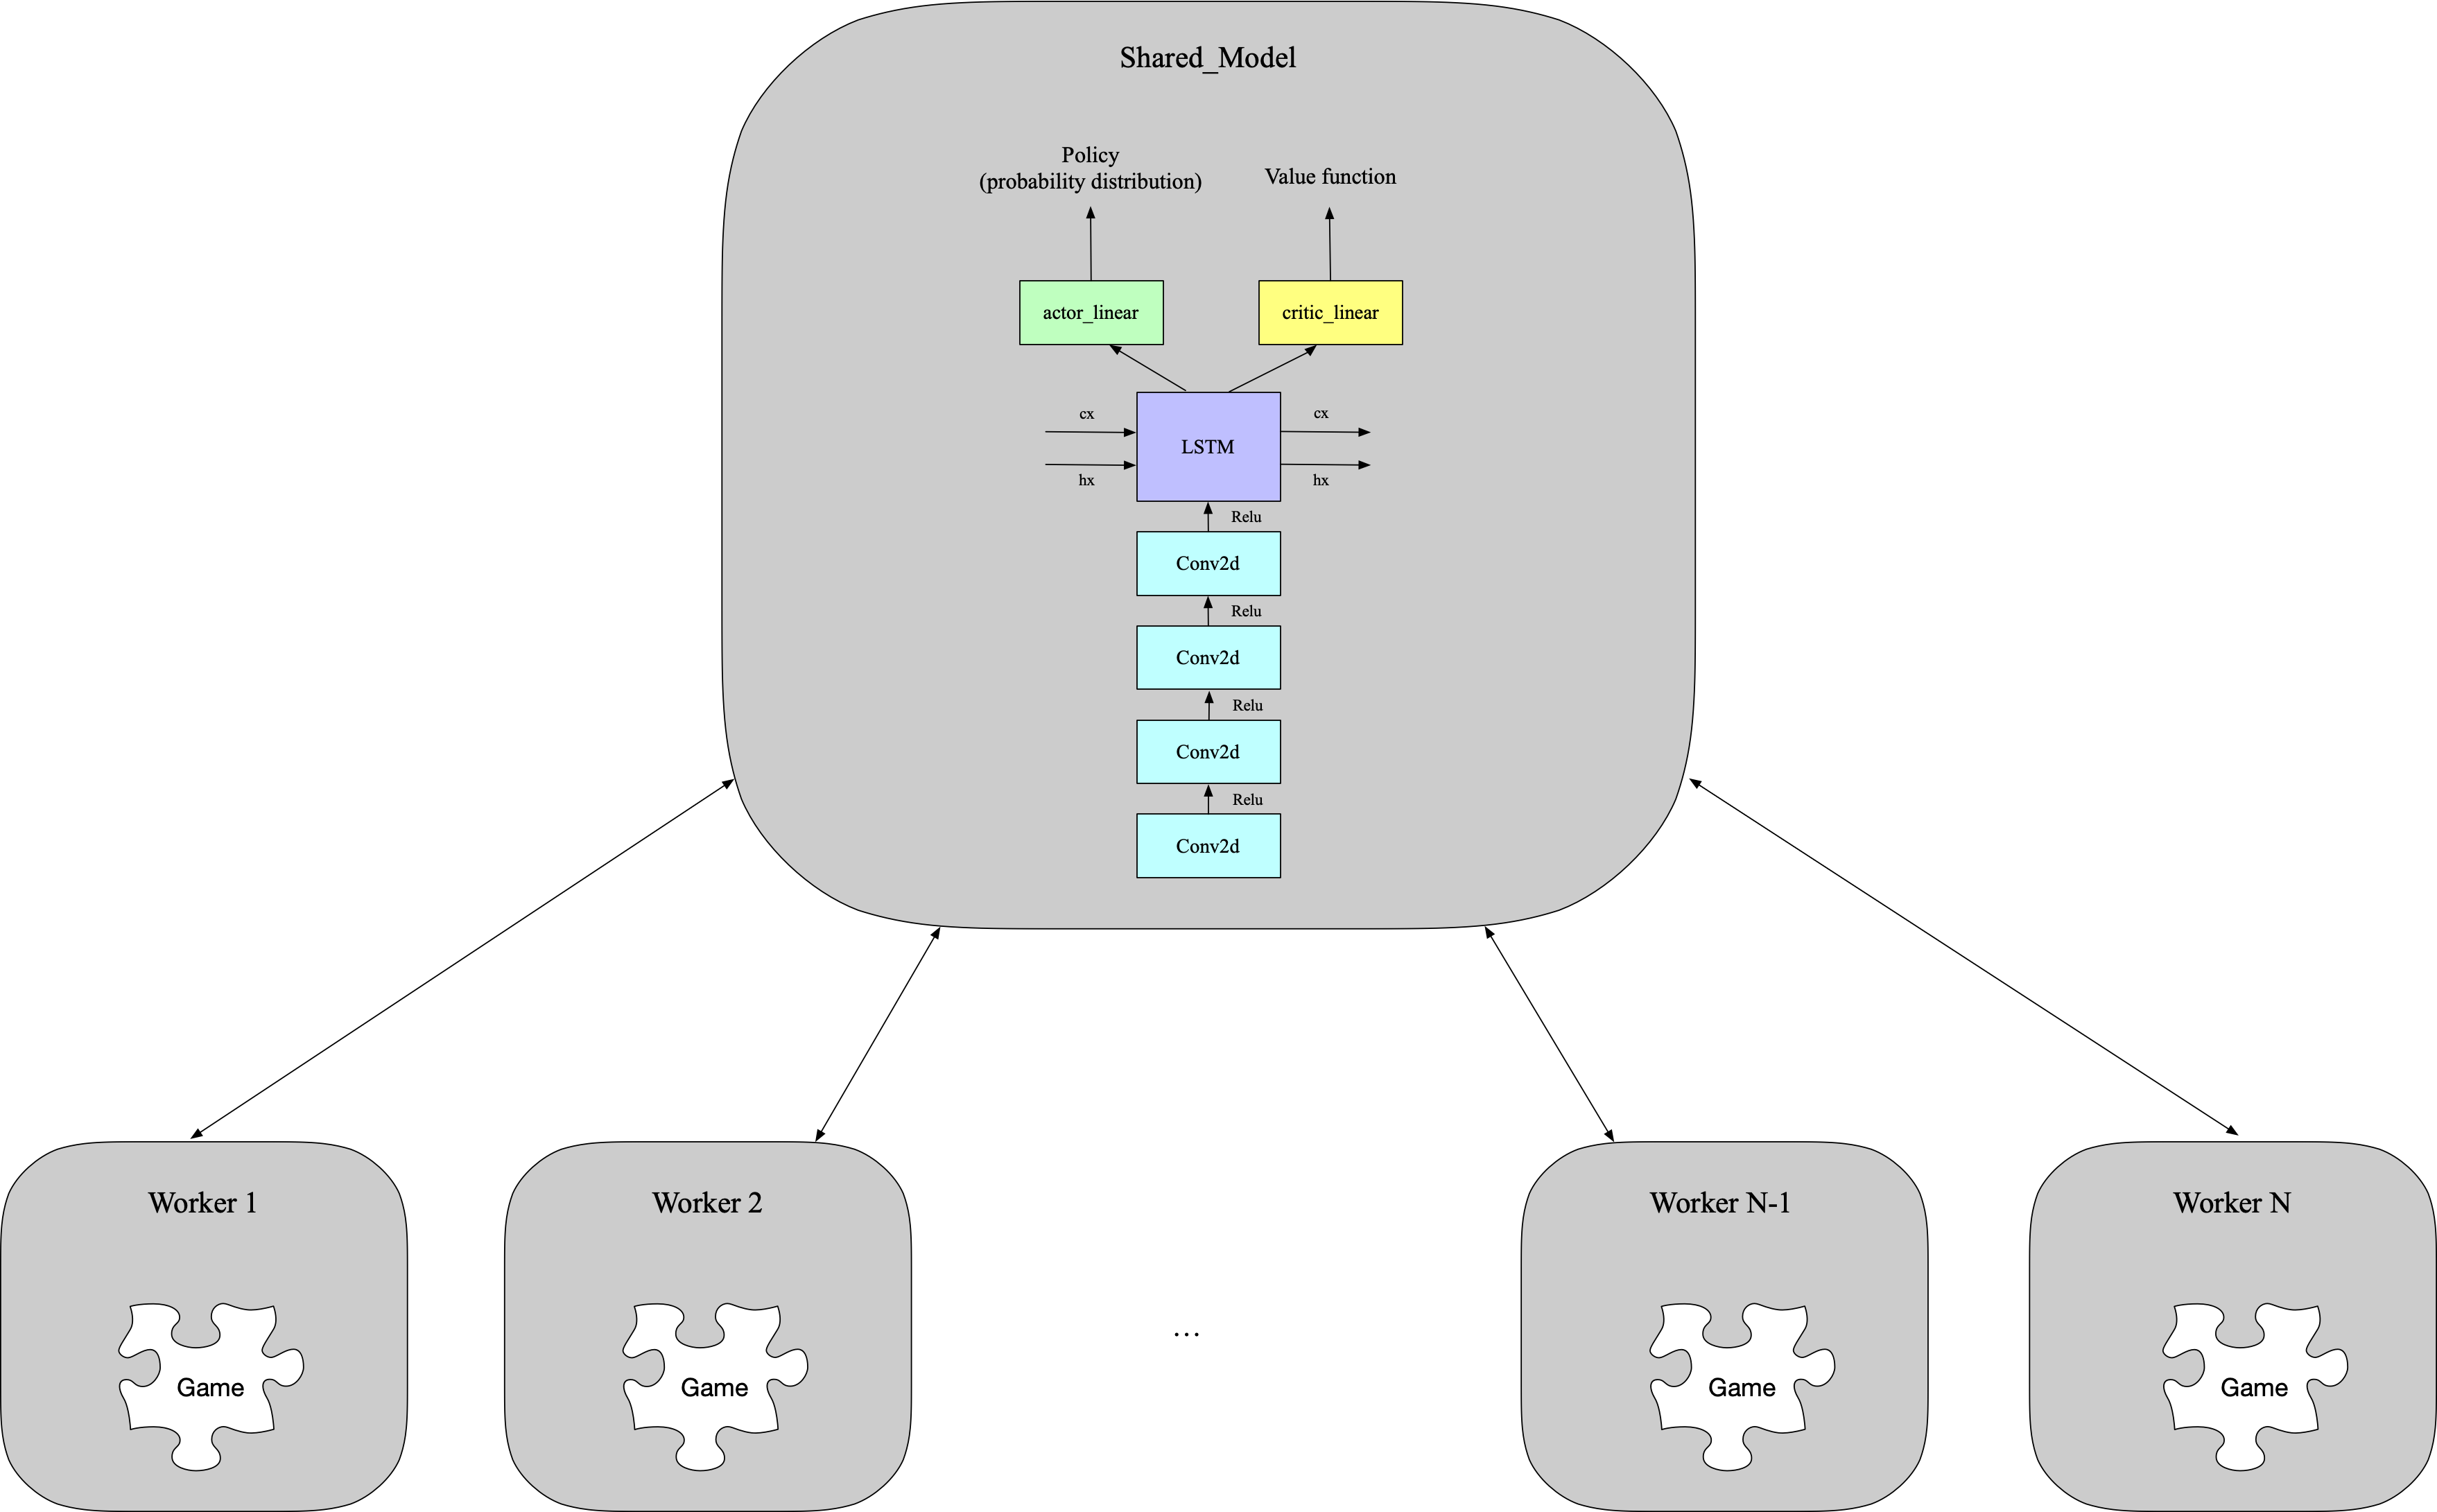 Shared_Model
Policy
(probability distribution)
Value function
actor_linear
critic_linear
cx
cx
LSTM
hx
hx
Relu
Conv2d
Relu
Conv2d
Relu
Conv2d
Relu
Conv2d
Worker 1
Worker 2
Worker N-1
Worker N
...
Game
Game
Game
Game